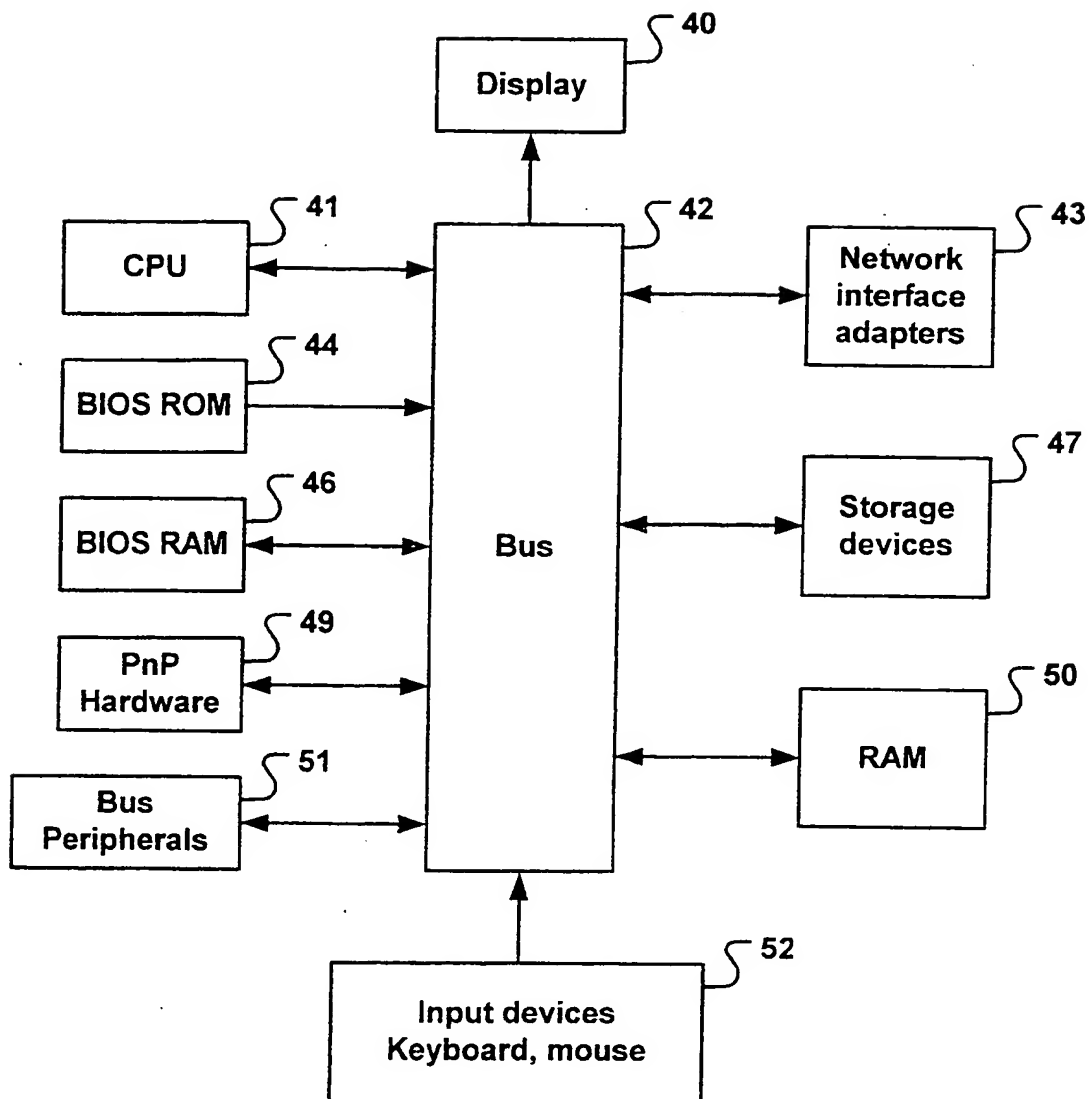 40
Display
41
CPU
42
43
Network
interface
adapters
44
BIOS ROM
46
BIOS RAM
Bus
47
Storage
devices
49
PnP
Hardware
50
RAM
51
Bus
Peripherals
52
Input devices
Keyboard, mouse